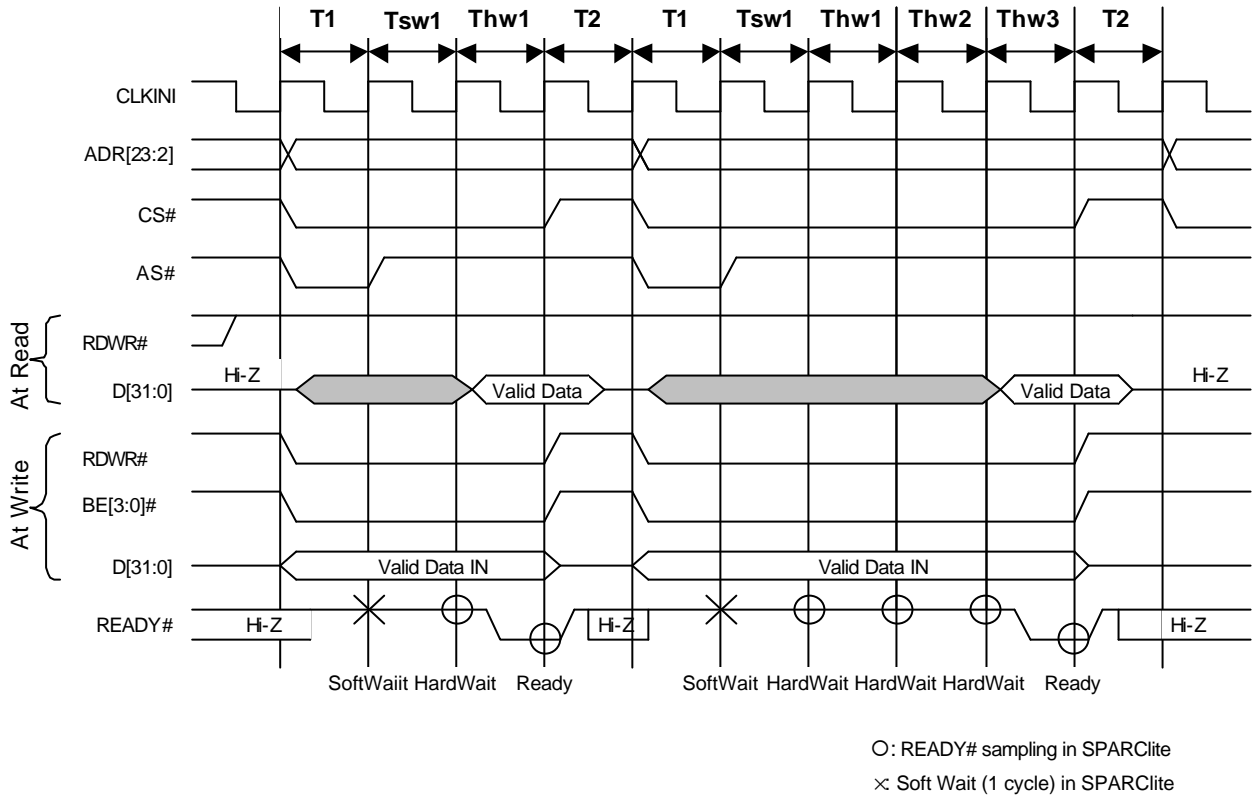 T1 Tsw1 Thw1 T2 T1 Tsw1 Thw1 Thw2 Thw3 T2
CLKINI
ADR[23:2]
CS#
AS#
At Read
RDWR#
D[31:0] Hi-Z Valid Data Valid Data Hi-Z
At Write
RDWR#
BE[3:0]#
D[31:0] Valid Data IN Valid Data IN
READY# Hi-Z Hi-Z Hi-Z
SoftWaiit HardWait Ready SoftWait HardWait HardWait HardWait Ready
O: READY# sampling in SPARClite
×: Soft Wait (1 cycle) in SPARClite